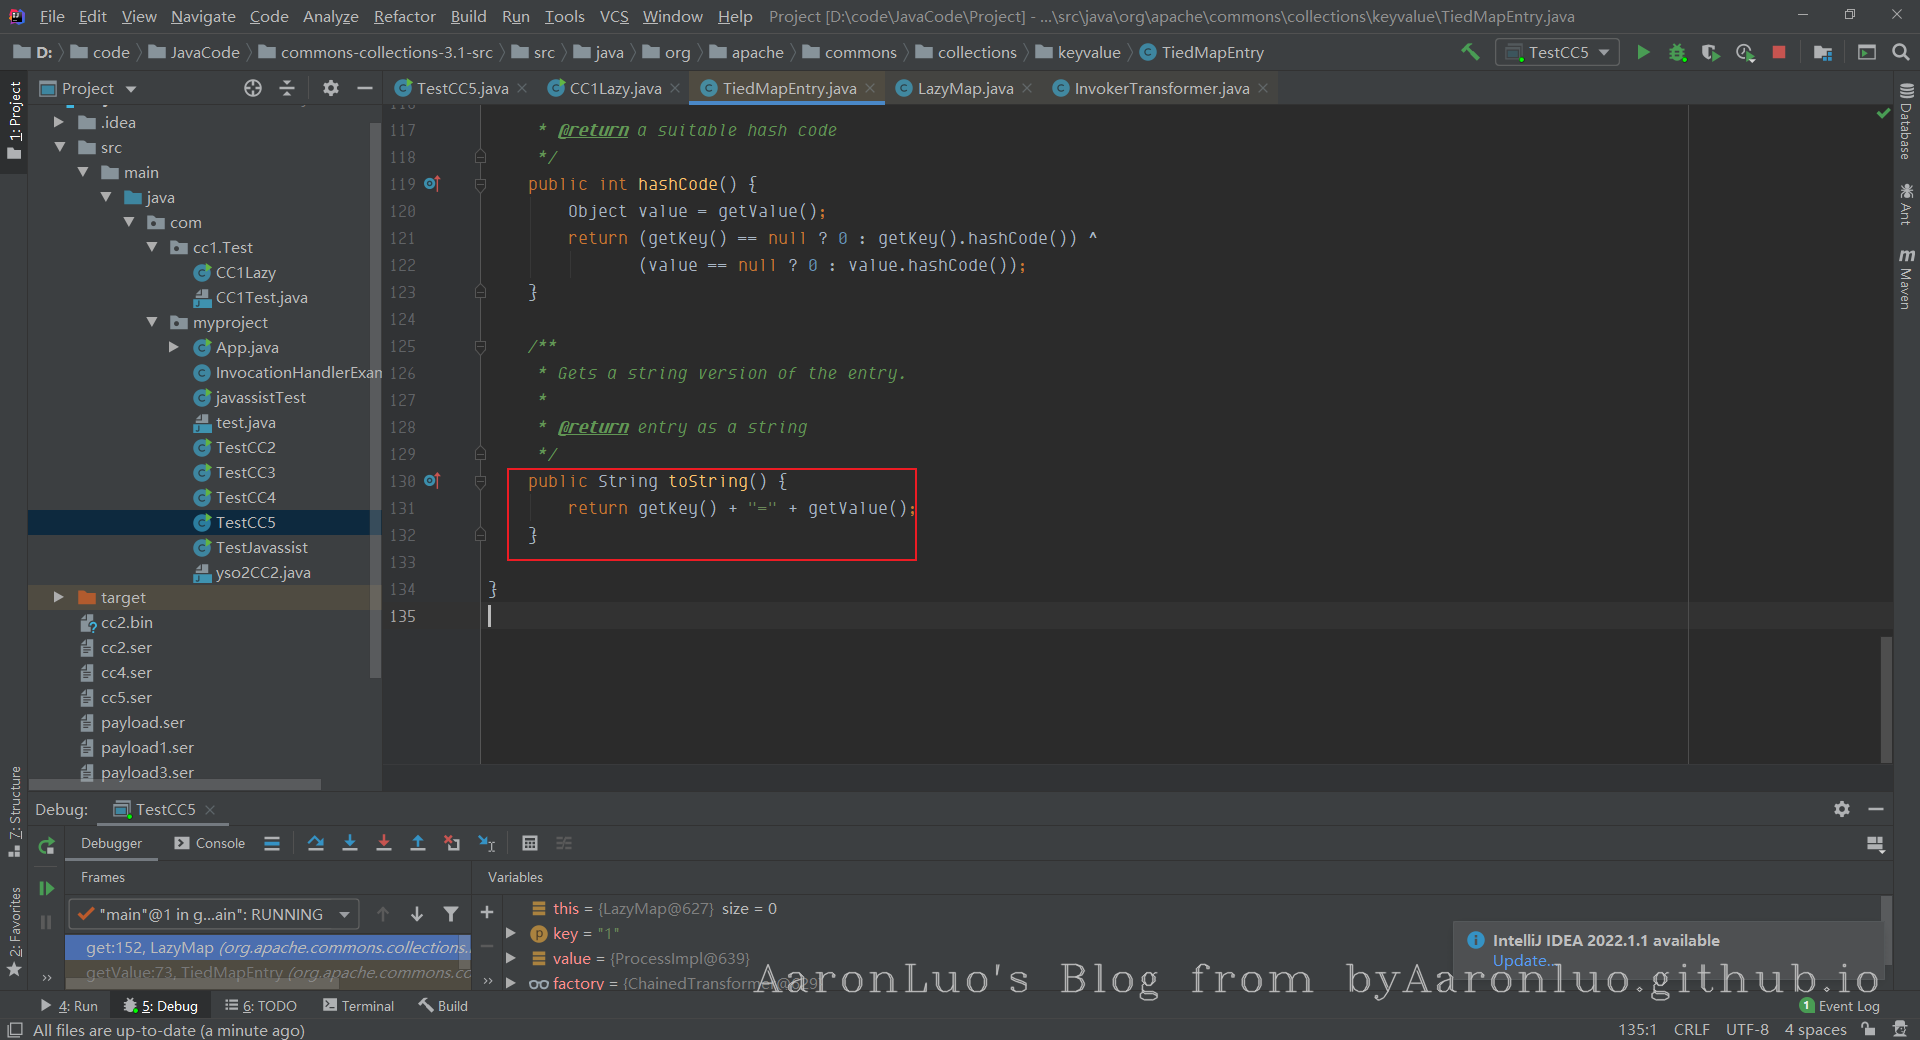 File Edit View Navigate Code Analyze Refactor Build Run Tools VCS Window Help Project [D:\code\JavaCode\Project] - ...\src\java\org\apache\commons\collections\keyvalue\TiedMapEntry.java
D: code JavaCode commons-collections-3.1-src src java org apache commons collections keyvalue TiedMapEntry TestCC5
Project TestCC5.java CC1Lazy.java TiedMapEntry.java LazyMap.java InvokerTransformer.java
1: Project
7: Structure
2: Favorites
Database
Ant
Maven
.idea
src
main
java
com
cc1.Test
CC1Lazy
CC1Test.java
myproject
App.java
InvocationHandlerExam
javassistTest
test.java
TestCC2
TestCC3
TestCC4
TestCC5
TestJavassist
yso2CC2.java
target
cc2.bin
cc2.ser
cc4.ser
cc5.ser
payload.ser
payload1.ser
payload3.ser
117 * @return a suitable hash code
118 */
119 public int hashCode() {
120 Object value = getValue();
121 return (getKey() == null ? 0 : getKey().hashCode()) ^
122 (value == null ? 0 : value.hashCode());
123 }
124
125 /**
126 * Gets a string version of the entry.
127 *
128 * @return entry as a string
129 */
130 public String toString() {
131 return getKey() + "=" + getValue();
132 }
133
134 }
135
Debug: TestCC5
Debugger Console
Frames Variables
"main"@1 in g...ain": RUNNING
get:152, LazyMap (org.apache.commons.collections.
getValue:73, TiedMapEntry (org.apache.commons.co
this = {LazyMap@627} size = 0
key = "1"
value = {ProcessImpl@639}
factory = {ChainedTransformer@629}
IntelliJ IDEA 2022.1.1 available
Update...
AaronLuo's Blog from byAaronluo.github.io
4: Run 5: Debug 6: TODO Terminal Build 1 Event Log
All files are up-to-date (a minute ago) 135:1 CRLF UTF-8 4 spaces